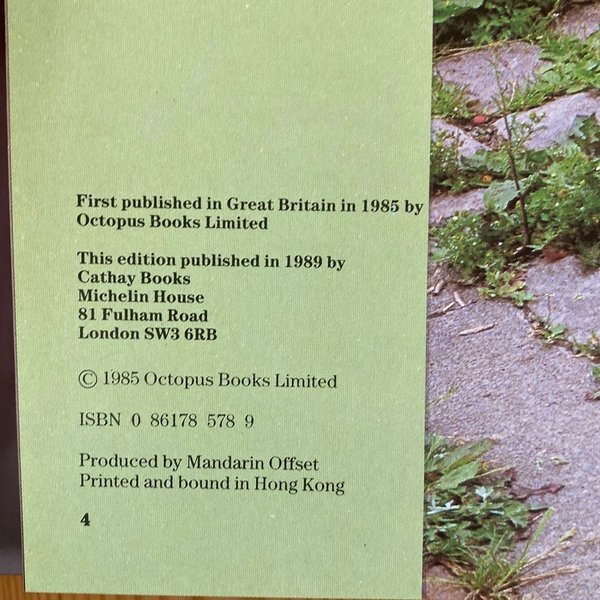 First published in Great Britain in 1985 by
Octopus Books Limited
This edition published in 1989 by
Cathay Books
Michelin House
81 Fulham Road
London SW3 6RB
© 1985 Octopus Books Limited
ISBN 0 86178 578 9
Produced by Mandarin Offset
Printed and bound in Hong Kong
4